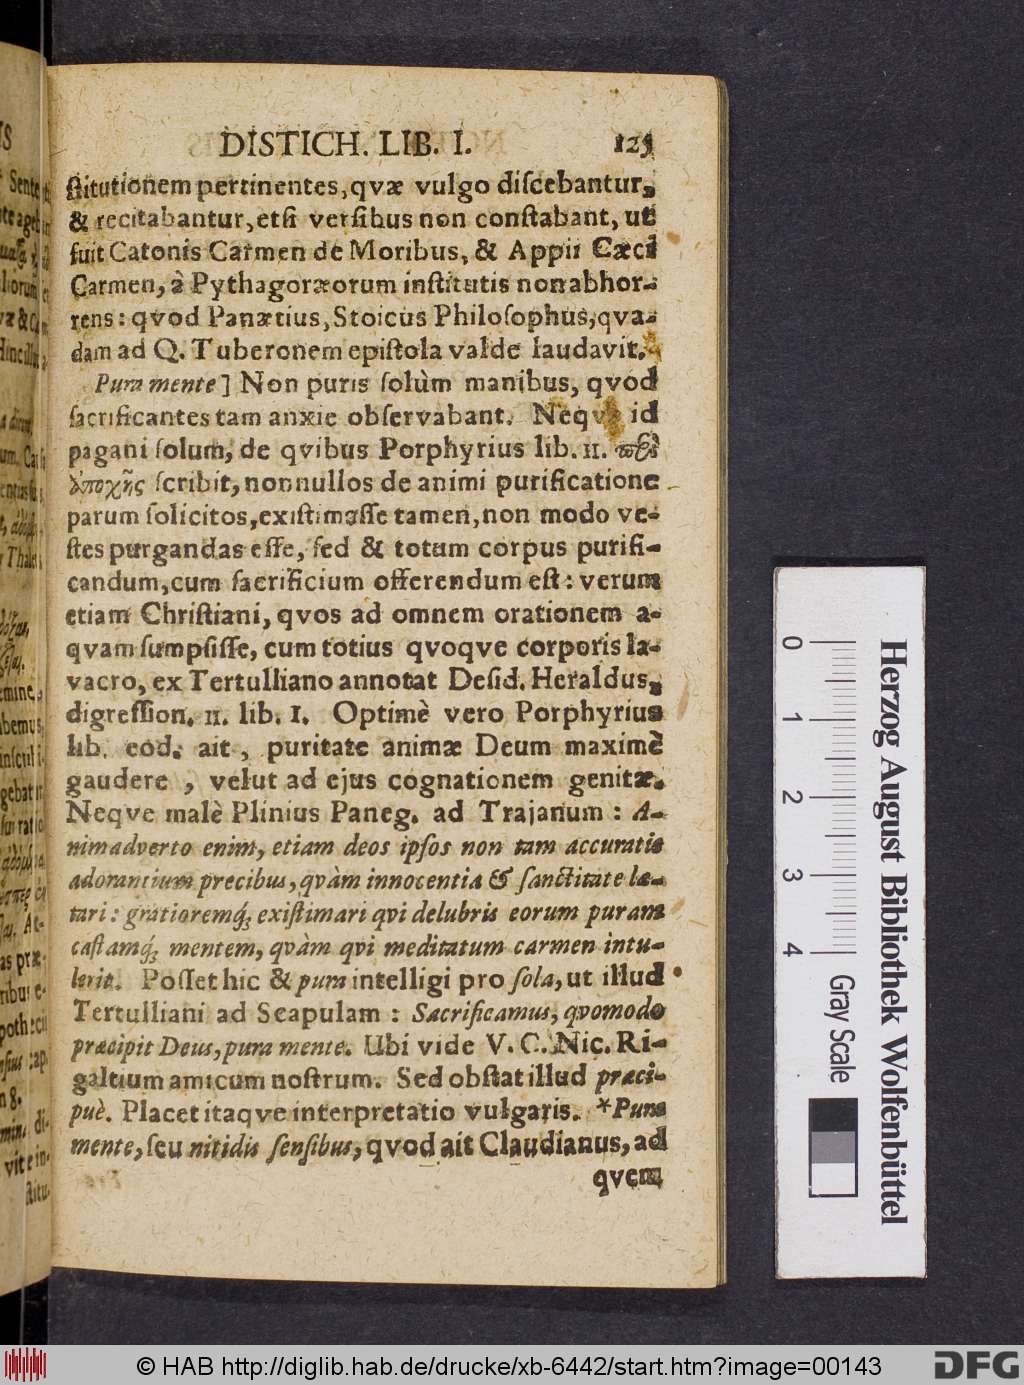 DISTICH. LIB. I. 125
ſtitutionem pertinentes, qvæ vulgo diſcebantur,
& recitabantur, etſi verſibus non conſtabant, ut
fuit Catonis Carmen de Moribus, & Appii Cæci
Carmen, à Pythagoræorum inſtitutis non abhor-
rens: qvod Panætius, Stoicus Philoſophus, qva-
dam ad Q. Tuberonem epiſtola valde laudavit.
Pura mente] Non puris ſolùm manibus, qvod
ſacrificantes tam anxie obſervabant. Neqve id
pagani ſolum, de qvibus Porphyrius lib. II. περὶ
ἀποχῆς ſcribit, nonnullos de animi purificatione
parum ſolicitos, exiſtimaſſe tamen, non modo ve-
ſtes purgandas eſſe, ſed & totum corpus purifi-
candum, cum ſacrificium offerendum eſt: verum
etiam Chriſtiani, qvos ad omnem orationem a-
qvam ſumpſiſſe, cum totius qvoqve corporis la-
vacro, ex Tertulliano annotat Deſid. Heraldus,
digreſſion. II. lib. I. Optimè vero Porphyrius
lib. eod. ait, puritate animæ Deum maximè
gaudere, velut ad ejus cognationem genitæ.
Neqve malè Plinius Paneg. ad Trajanum: A-
nimadverto enim, etiam deos ipſos non tam accuratis
adorantium precibus, qvàm innocentia & ſanctitate læ-
tari: gratioremq́; exiſtimari qvi delubris eorum puram
caſtamq́; mentem, qvàm qvi meditatum carmen intu-
lerit. Poſſet hic & pura intelligi pro ſola, ut illud
Tertulliani ad Scapulam: Sacrificamus, qvomodo
præcipit Deus, pura mente. Ubi vide V. C. Nic. Ri-
galtium amicum noſtrum. Sed obſtat illud præci-
puè. Placet itaqve interpretatio vulgaris. *Pura
mente, ſeu nitidis ſenſibus, qvod ait Claudianus, ad
qvem
0 1 2 3 4
Herzog August Bibliothek Wolfenbüttel
Gray Scale
© HAB http://diglib.hab.de/drucke/xb-6442/start.htm?image=00143
DFG